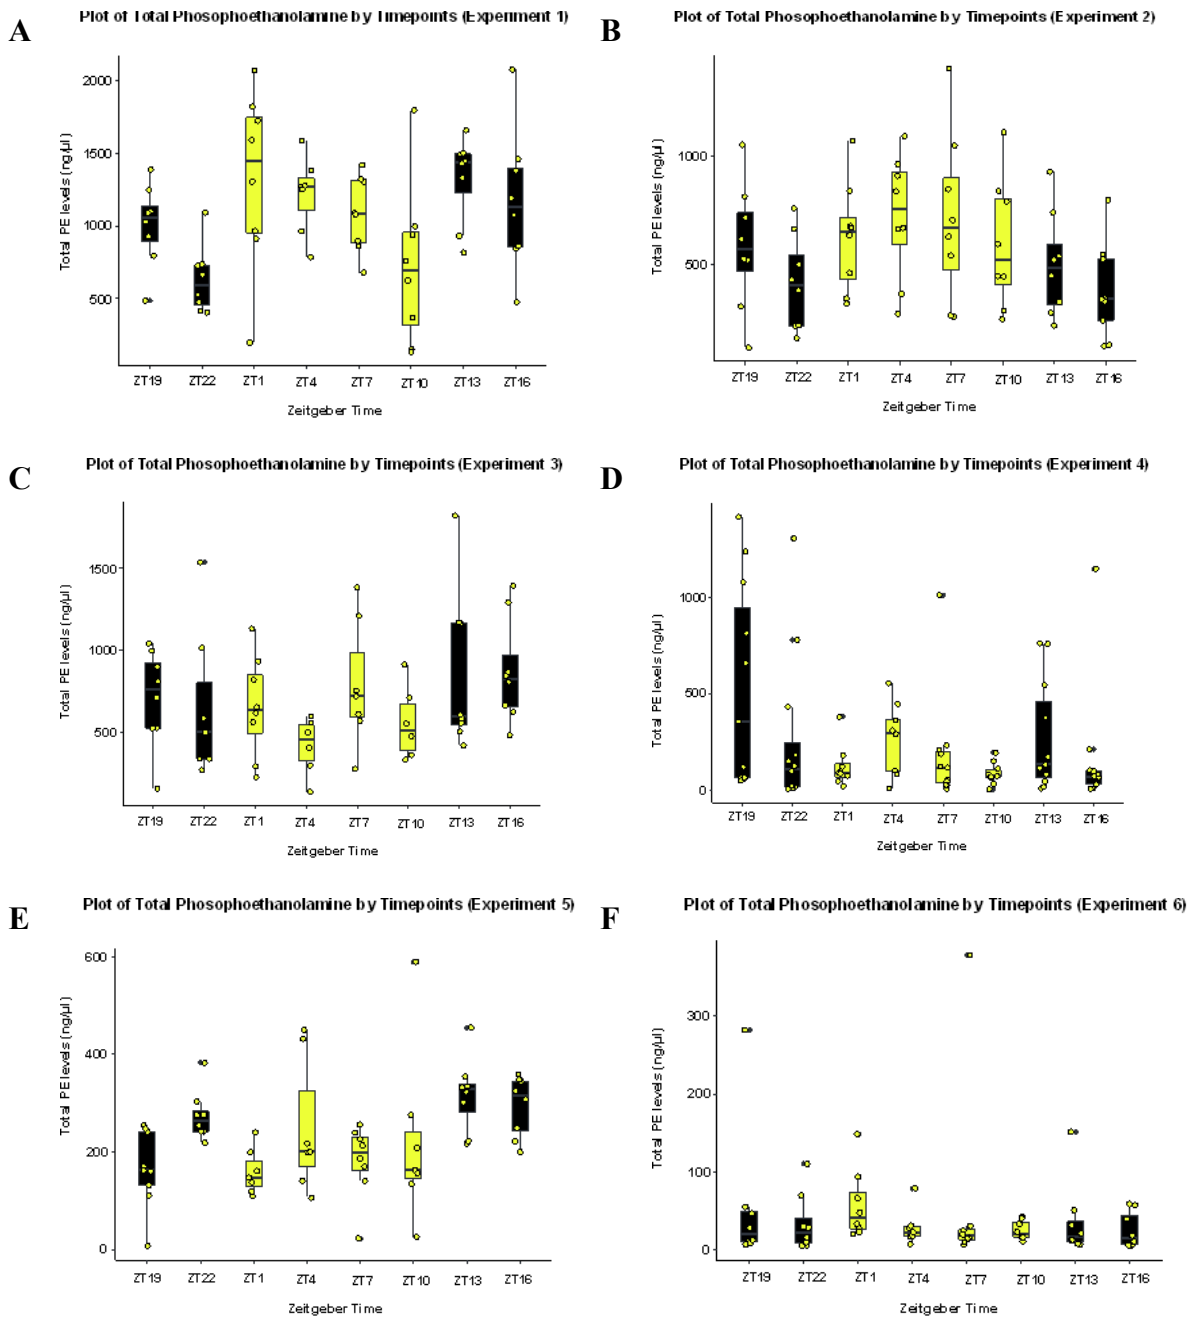 A
Plot of Total Phosophoethanolamine by Timepoints (Experiment 1)
Total PE levels (ng/µl)
2000
1500
1000
500
ZT19 ZT22 ZT1 ZT4 ZT7 ZT10 ZT13 ZT16
Zeitgeber Time
B
Plot of Total Phosophoethanolamine by Timepoints (Experiment 2)
Total PE levels (ng/µl)
1000
500
ZT19 ZT22 ZT1 ZT4 ZT7 ZT10 ZT13 ZT16
Zeitgeber Time
C
Plot of Total Phosophoethanolamine by Timepoints (Experiment 3)
Total PE levels (ng/µl)
1500
1000
500
ZT19 ZT22 ZT1 ZT4 ZT7 ZT10 ZT13 ZT16
Zeitgeber Time
D
Plot of Total Phosophoethanolamine by Timepoints (Experiment 4)
Total PE levels (ng/µl)
1000
500
0
ZT19 ZT22 ZT1 ZT4 ZT7 ZT10 ZT13 ZT16
Zeitgeber Time
E
Plot of Total Phosophoethanolamine by Timepoints (Experiment 5)
Total PE levels (ng/µl)
600
400
200
0
ZT19 ZT22 ZT1 ZT4 ZT7 ZT10 ZT13 ZT16
Zeitgeber Time
F
Plot of Total Phosophoethanolamine by Timepoints (Experiment 6)
Total PE levels (ng/µl)
300
200
100
0
ZT19 ZT22 ZT1 ZT4 ZT7 ZT10 ZT13 ZT16
Zeitgeber Time